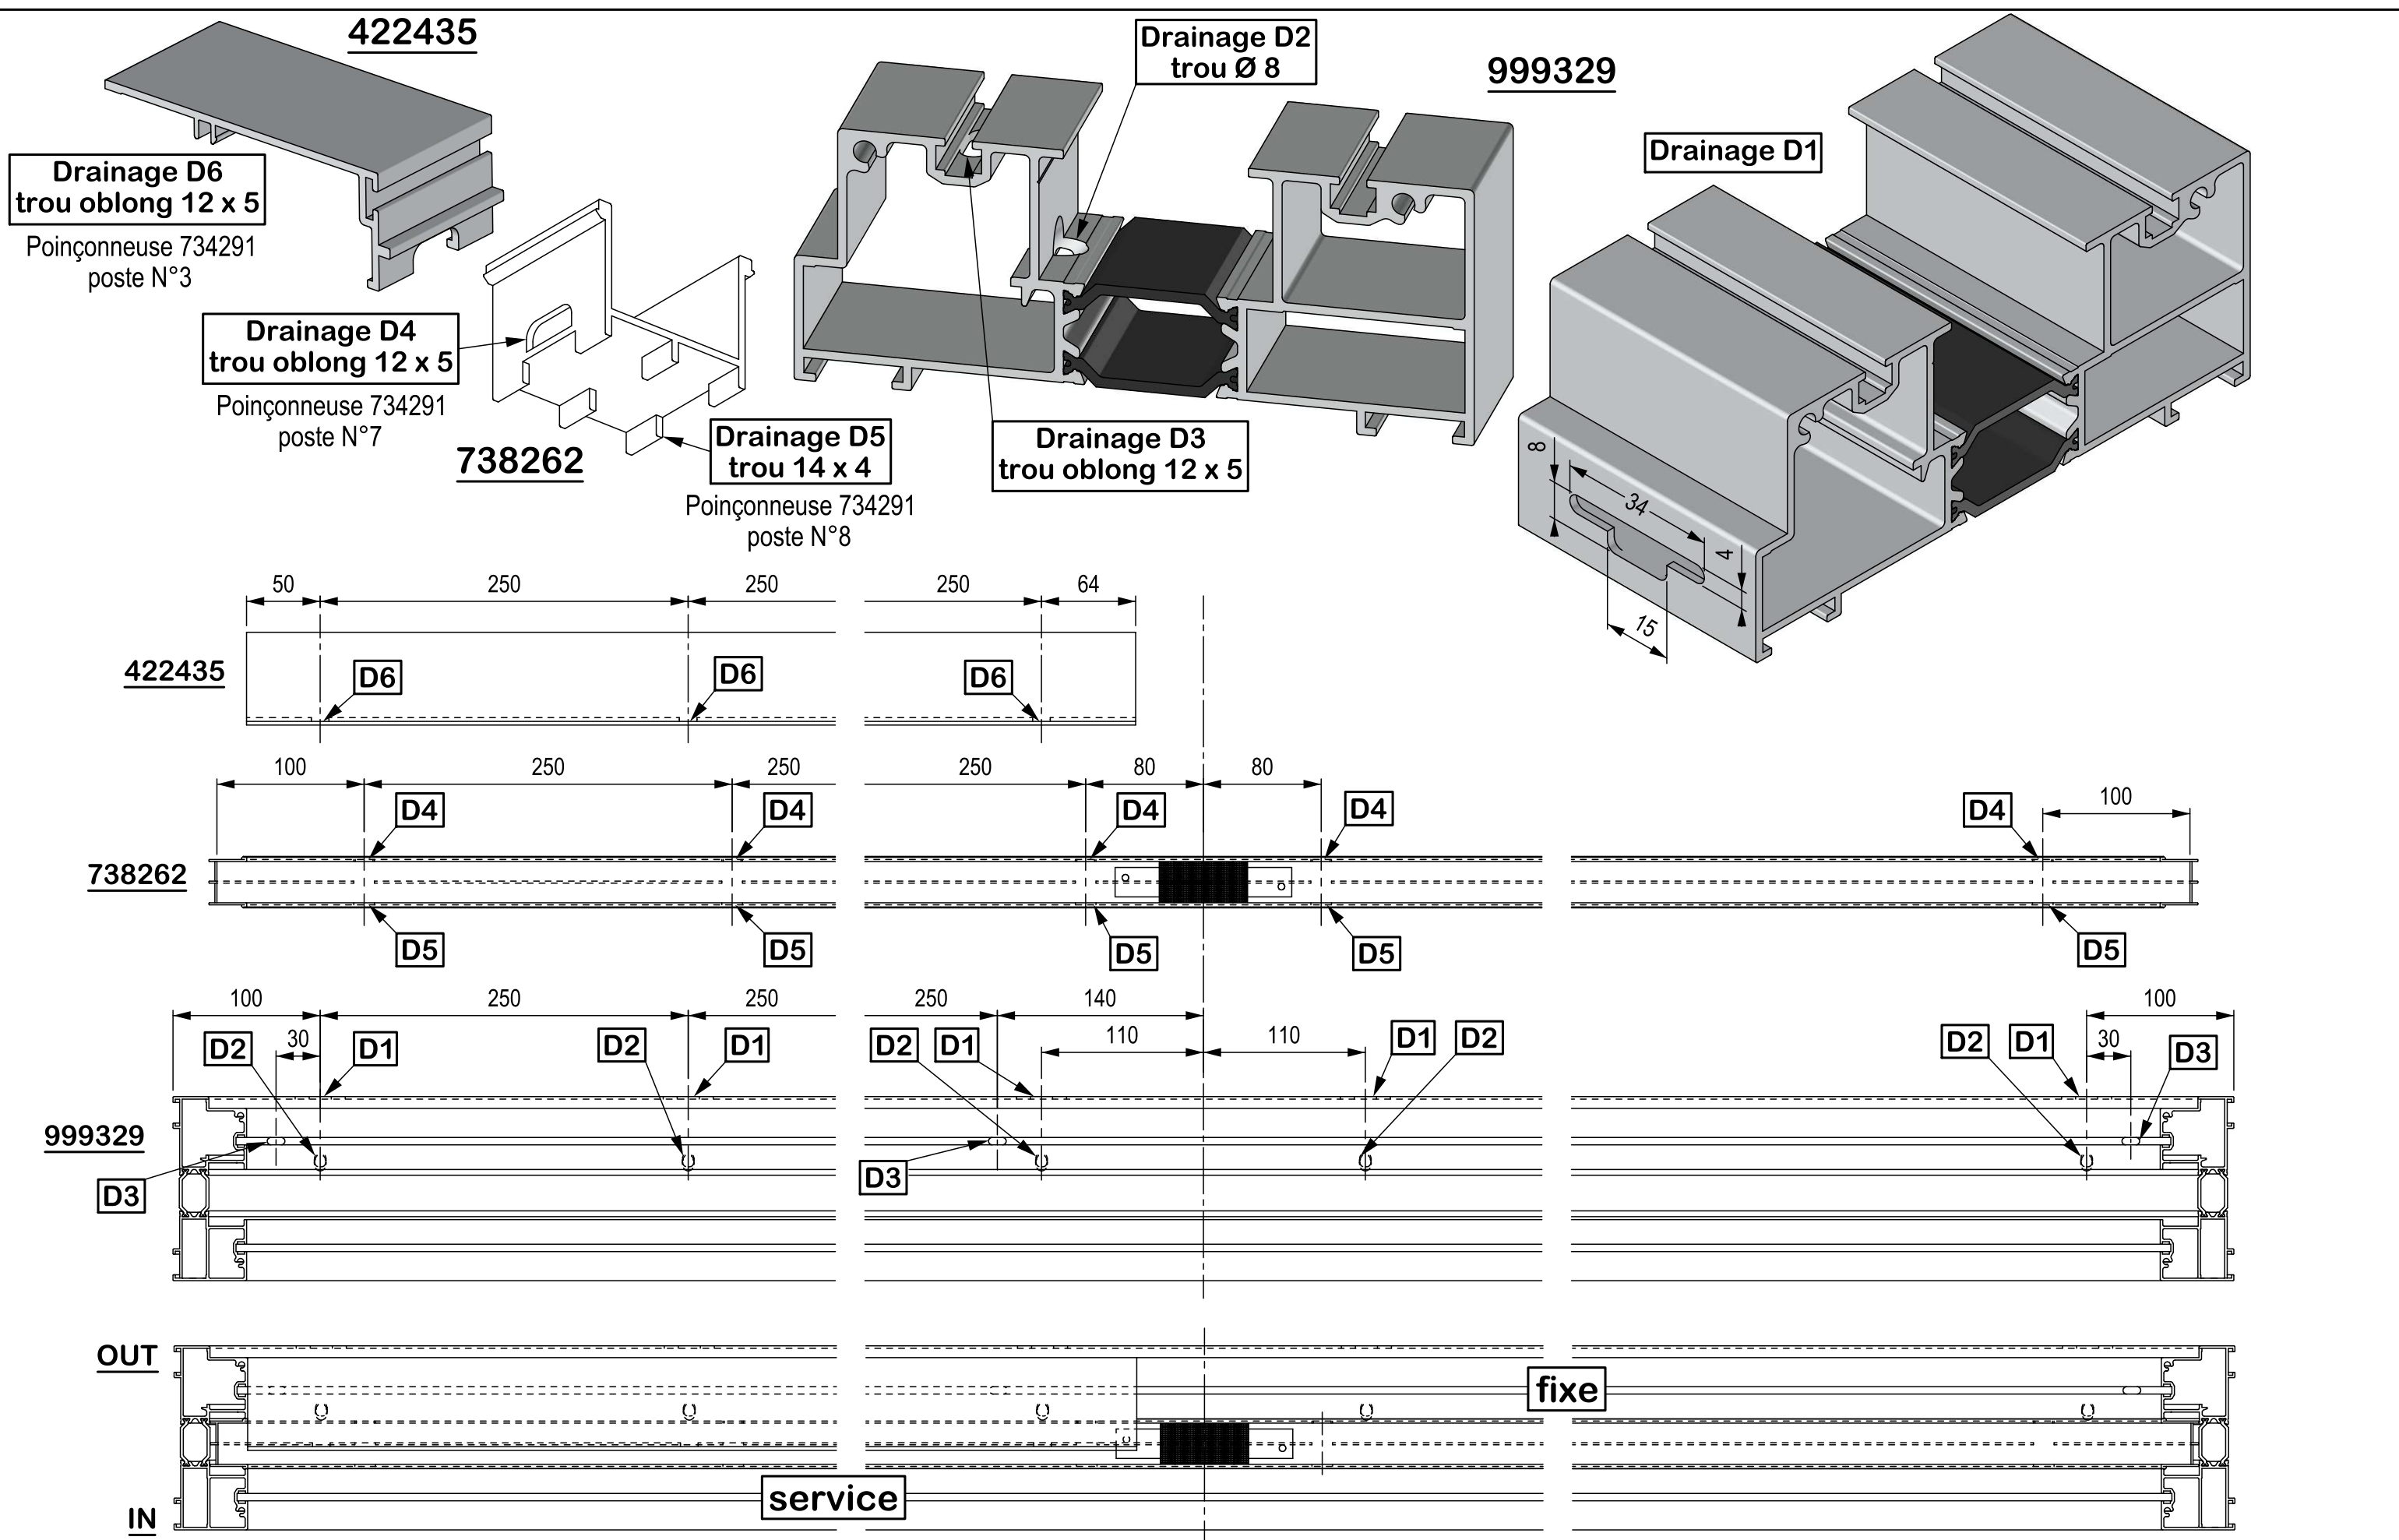 422435
Drainage D2
trou Ø 8
999329
Drainage D1
Drainage D6
trou oblong 12 x 5
Poinçonneuse 734291
poste N°3
Drainage D4
trou oblong 12 x 5
Poinçonneuse 734291
poste N°7
738262
Drainage D5
trou 14 x 4
Poinçonneuse 734291
poste N°8
Drainage D3
trou oblong 12 x 5
8
34
4
15
50
250
250
250
64
422435
D6
D6
D6
100
250
250
250
80
80
100
D4
D4
D4
D4
D4
738262
D5
D5
D5
D5
D5
100
250
250
250
140
100
30
110
110
30
D2
D1
D2
D1
D2
D1
D1
D2
D2
D1
D3
999329
D3
D3
OUT
fixe
service
IN